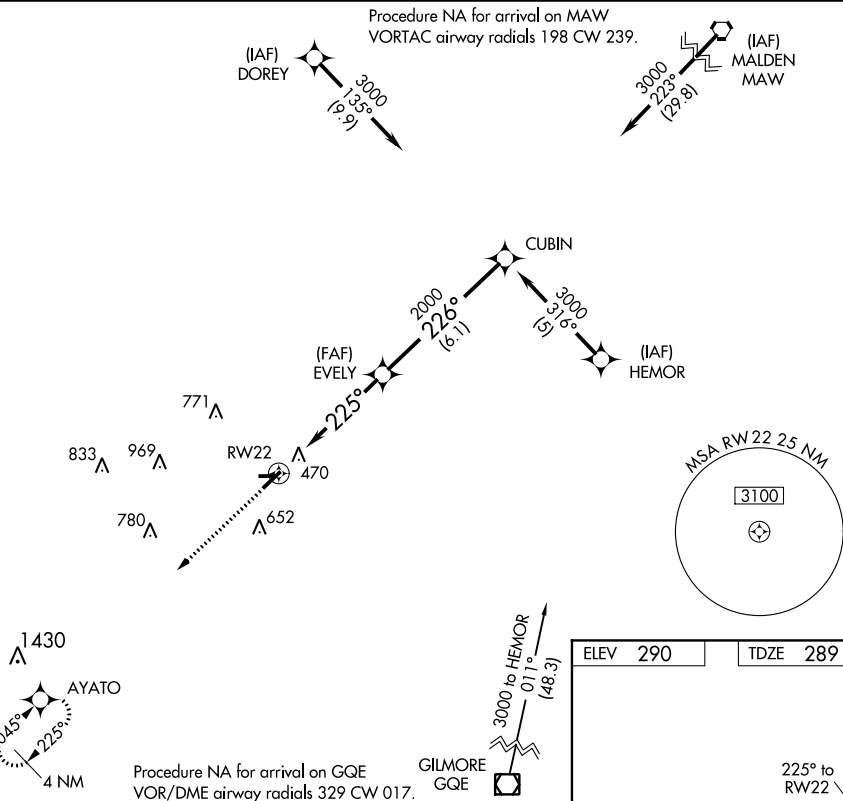 Procedure NA for arrival on MAW
VORTAC airway radials 198 CW 239.
(IAF)
DOREY
3000
135°
(9.9)
(IAF)
MALDEN
MAW
3000
223°
(29.8)
CUBIN
2000
226°
(6.1)
3000
316°
(5)
(IAF)
HEMOR
(FAF)
EVELY
225°
771
833
969
RW22
470
780
652
MSA RW22 25 NM
3100
1430
AYATO
045°
225°
4 NM
3000 to HEMOR
011°
(48.3)
GILMORE
GQE
Procedure NA for arrival on GQE
VOR/DME airway radials 329 CW 017.
ELEV 290
TDZE 289
225° to
RW22